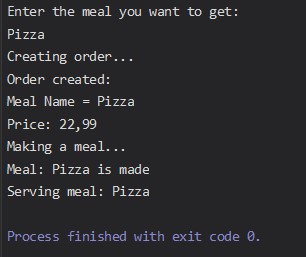 Enter the meal you want to get:
Pizza
Creating order...
Order created:
Meal Name = Pizza
Price: 22,99
Making a meal...
Meal: Pizza is made
Serving meal: Pizza
Process finished with exit code 0.